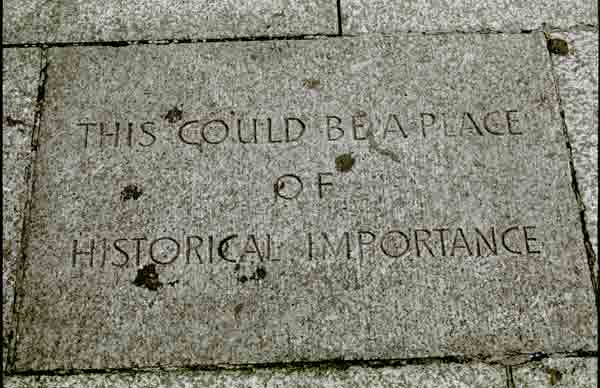 THIS COULD BE A PLACE
OF
HISTORICAL IMPORTANCE